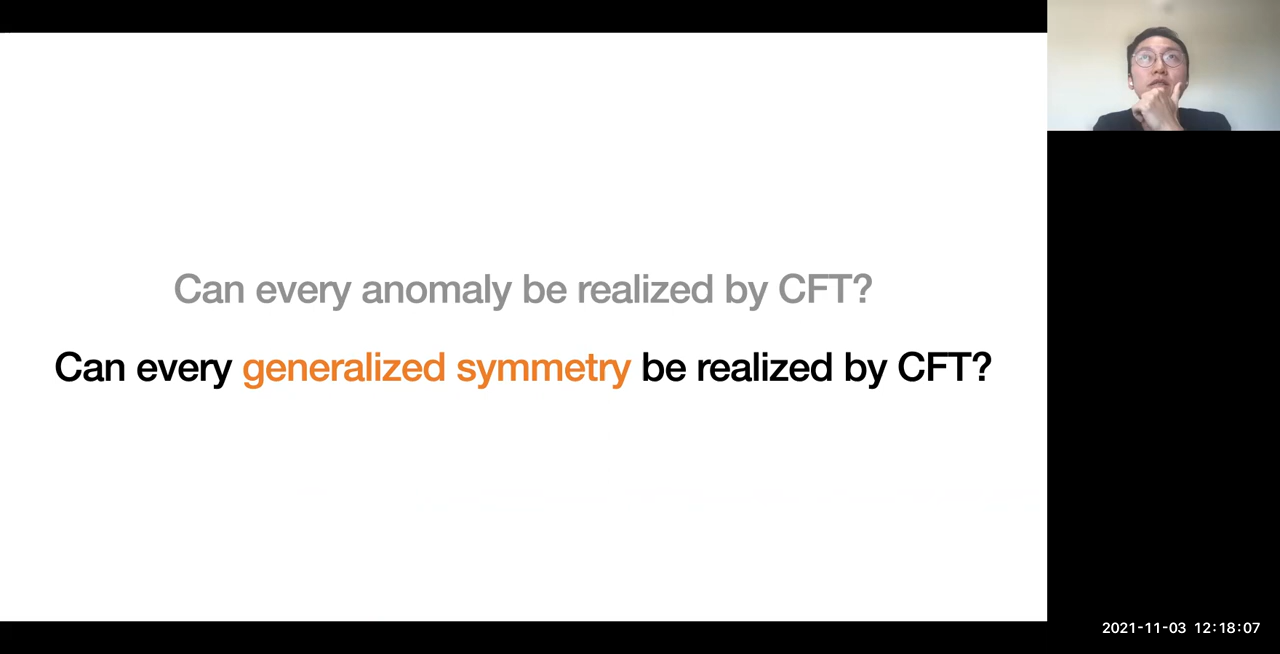 Can every anomaly be realized by CFT?
Can every generalized symmetry be realized by CFT?
2021-11-03 12:18:07